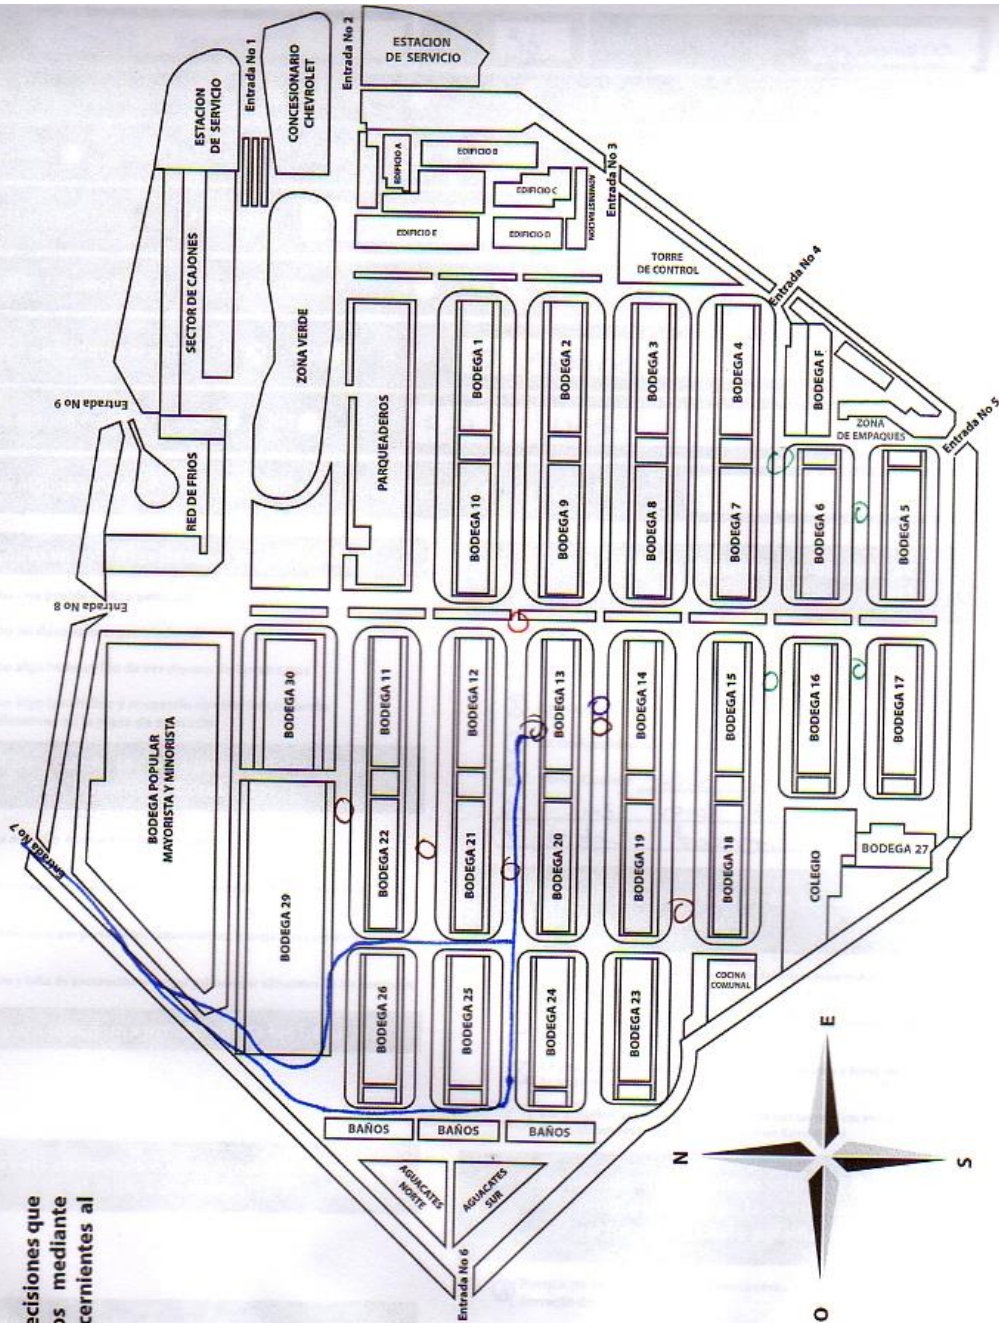 Entrada No 1
Entrada No 2
ESTACION
DE SERVICIO
ESTACION
DE SERVICIO
CONCESIONARIO
CHEVROLET
EDIFICIO A
EDIFICIO B
EDIFICIO C
EDIFICIO D
EDIFICIO E
ADMINISTRACION
Entrada No 3
TORRE
DE CONTROL
Entrada No 4
SECTOR DE CAJONES
ZONA VERDE
PARQUEADEROS
BODEGA 1
BODEGA 2
BODEGA 3
BODEGA 4
BODEGA F
ZONA
DE EMPAQUES
Entrada No 5
Entrada No 9
RED DE FRIOS
BODEGA 10
BODEGA 9
BODEGA 8
BODEGA 7
BODEGA 6
BODEGA 5
Entrada No 8
BODEGA POPULAR
MAYORISTA Y MINORISTA
BODEGA 30
BODEGA 11
BODEGA 12
BODEGA 13
BODEGA 14
BODEGA 15
BODEGA 16
BODEGA 17
Entrada No 7
BODEGA 29
BODEGA 22
BODEGA 21
BODEGA 20
BODEGA 19
BODEGA 18
COLEGIO
BODEGA 27
BODEGA 26
BODEGA 25
BODEGA 24
BODEGA 23
COCINA
COMUNAL
BAÑOS
BAÑOS
BAÑOS
AGUACATES
NORTE
AGUACATES
SUR
Entrada No 6
N
E
S
O
ecisiones que
os mediante
cernientes al